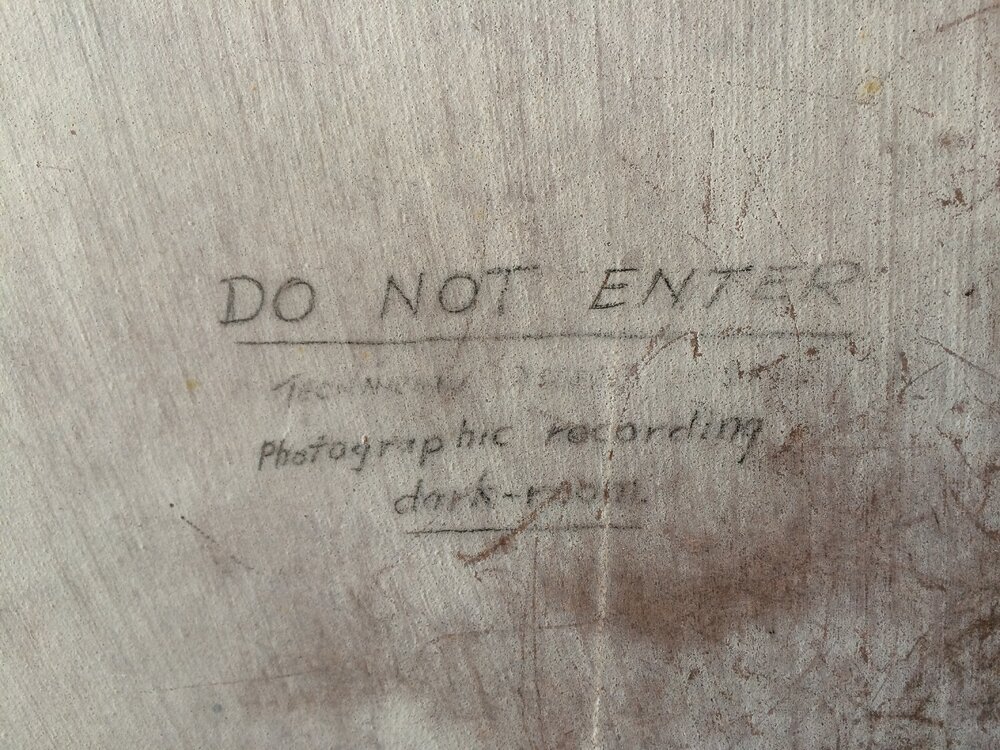 DO NOT ENTER
Photographic recording
dark-room.